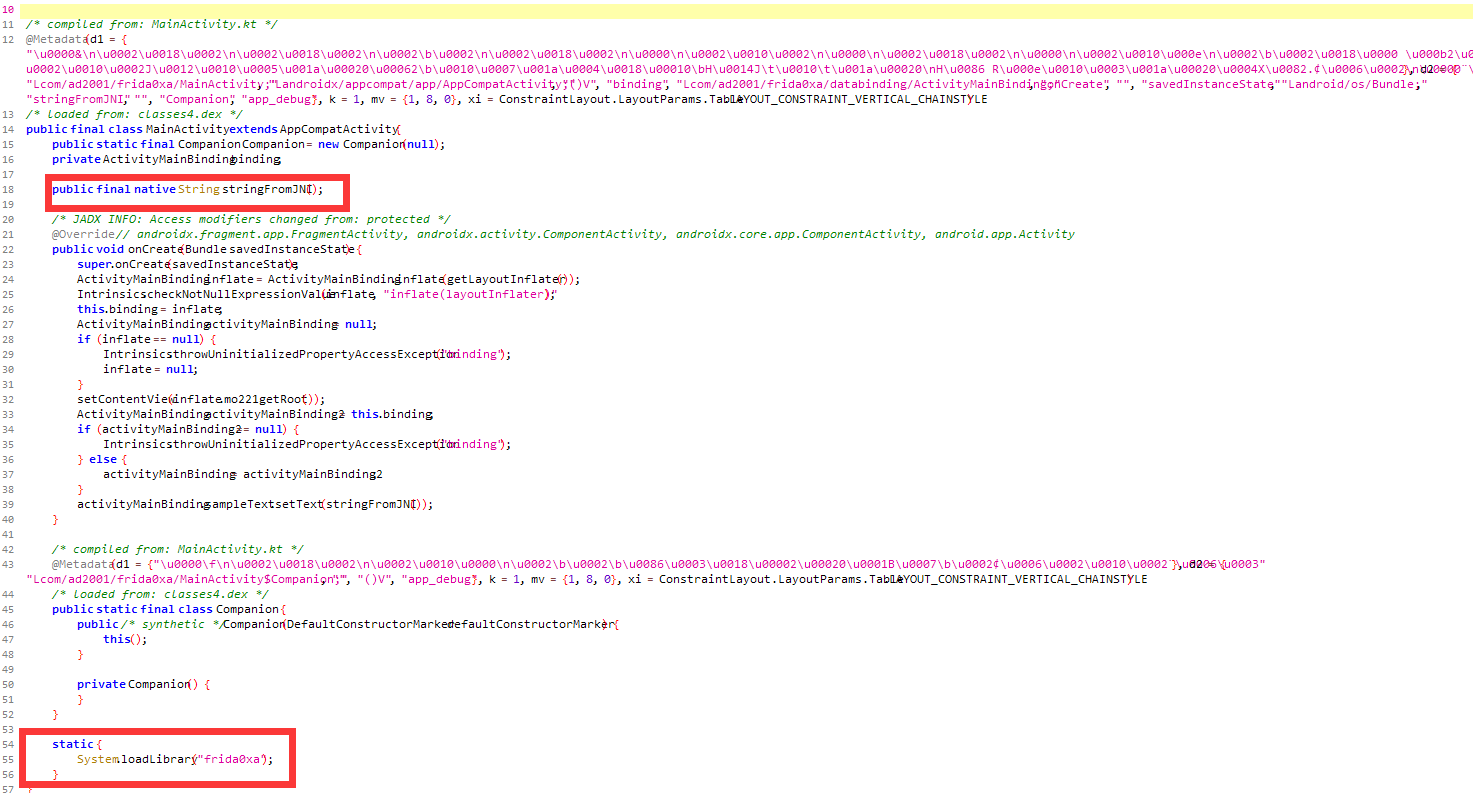 10
11 /* compiled from: MainActivity.kt */
12 @Metadata(d1 = {
"\u0000&\n\u0002\u0018\u0002\n\u0002\u0018\u0002\n\u0002\b\u0002\n\u0002\u0018\u0002\n\u0000\n\u0002\u0010\u0002\n\u0000\n\u0002\u0018\u0002\n\u0000\n\u0002\u0010\u000e\n\u0002\b\u0002\u0018\u0000 \u000b2\u0
u0002\u0010\u0002J\u0012\u0010\u0005\u001a\u00020\u00062\b\u0010\u0007\u001a\u0004\u0018\u00010\bH\u0014J\t\u0010\t\u001a\u00020\nH\u0086 R\u000e\u0010\u0003\u001a\u00020\u0004X\u0082.¢\u0006\u0002\n\u0000
"Lcom/ad2001/frida0xa/MainActivity;", "Landroidx/appcompat/app/AppCompatActivity;", "()V", "binding", "Lcom/ad2001/frida0xa/databinding/ActivityMainBinding;", "onCreate", "", "savedInstanceState", "Landroid/os/Bundle;",
"stringFromJNI", "", "Companion", "app_debug"}, k = 1, mv = {1, 8, 0}, xi = ConstraintLayout.LayoutParams.Table.LAYOUT_CONSTRAINT_VERTICAL_CHAINSTYLE)
13 /* loaded from: classes4.dex */
14 public final class MainActivity extends AppCompatActivity {
15 public static final Companion Companion = new Companion(null);
16 private ActivityMainBinding binding;
17
18 public final native String stringFromJNI();
19
20 /* JADX INFO: Access modifiers changed from: protected */
21 @Override // androidx.fragment.app.FragmentActivity, androidx.activity.ComponentActivity, androidx.core.app.ComponentActivity, android.app.Activity
22 public void onCreate(Bundle savedInstanceState) {
23 super.onCreate(savedInstanceState);
24 ActivityMainBinding inflate = ActivityMainBinding.inflate(getLayoutInflater());
25 Intrinsics.checkNotNullExpressionValue(inflate, "inflate(layoutInflater)");
26 this.binding = inflate;
27 ActivityMainBinding activityMainBinding = null;
28 if (inflate == null) {
29 Intrinsics.throwUninitializedPropertyAccessException("binding");
30 inflate = null;
31 }
32 setContentView(inflate.mo221getRoot());
33 ActivityMainBinding activityMainBinding2 = this.binding;
34 if (activityMainBinding2 == null) {
35 Intrinsics.throwUninitializedPropertyAccessException("binding");
36 } else {
37 activityMainBinding = activityMainBinding2;
38 }
39 activityMainBinding.sampleText.setText(stringFromJNI());
40 }
41
42 /* compiled from: MainActivity.kt */
43 @Metadata(d1 = {"\u0000\f\n\u0002\u0018\u0002\n\u0002\u0010\u0000\n\u0002\b\u0002\b\u0086\u0003\u0018\u00002\u00020\u0001B\u0007\b\u0002¢\u0006\u0002\u0010\u0002¨\u0006\u0003"}, d2 = {
"Lcom/ad2001/frida0xa/MainActivity$Companion;", "", "()V", "app_debug"}, k = 1, mv = {1, 8, 0}, xi = ConstraintLayout.LayoutParams.Table.LAYOUT_CONSTRAINT_VERTICAL_CHAINSTYLE)
44 /* loaded from: classes4.dex */
45 public static final class Companion {
46 public /* synthetic */ Companion(DefaultConstructorMarker defaultConstructorMarker) {
47 this();
48 }
49
50 private Companion() {
51 }
52 }
53
54 static {
55 System.loadLibrary("frida0xa");
56 }
57 }